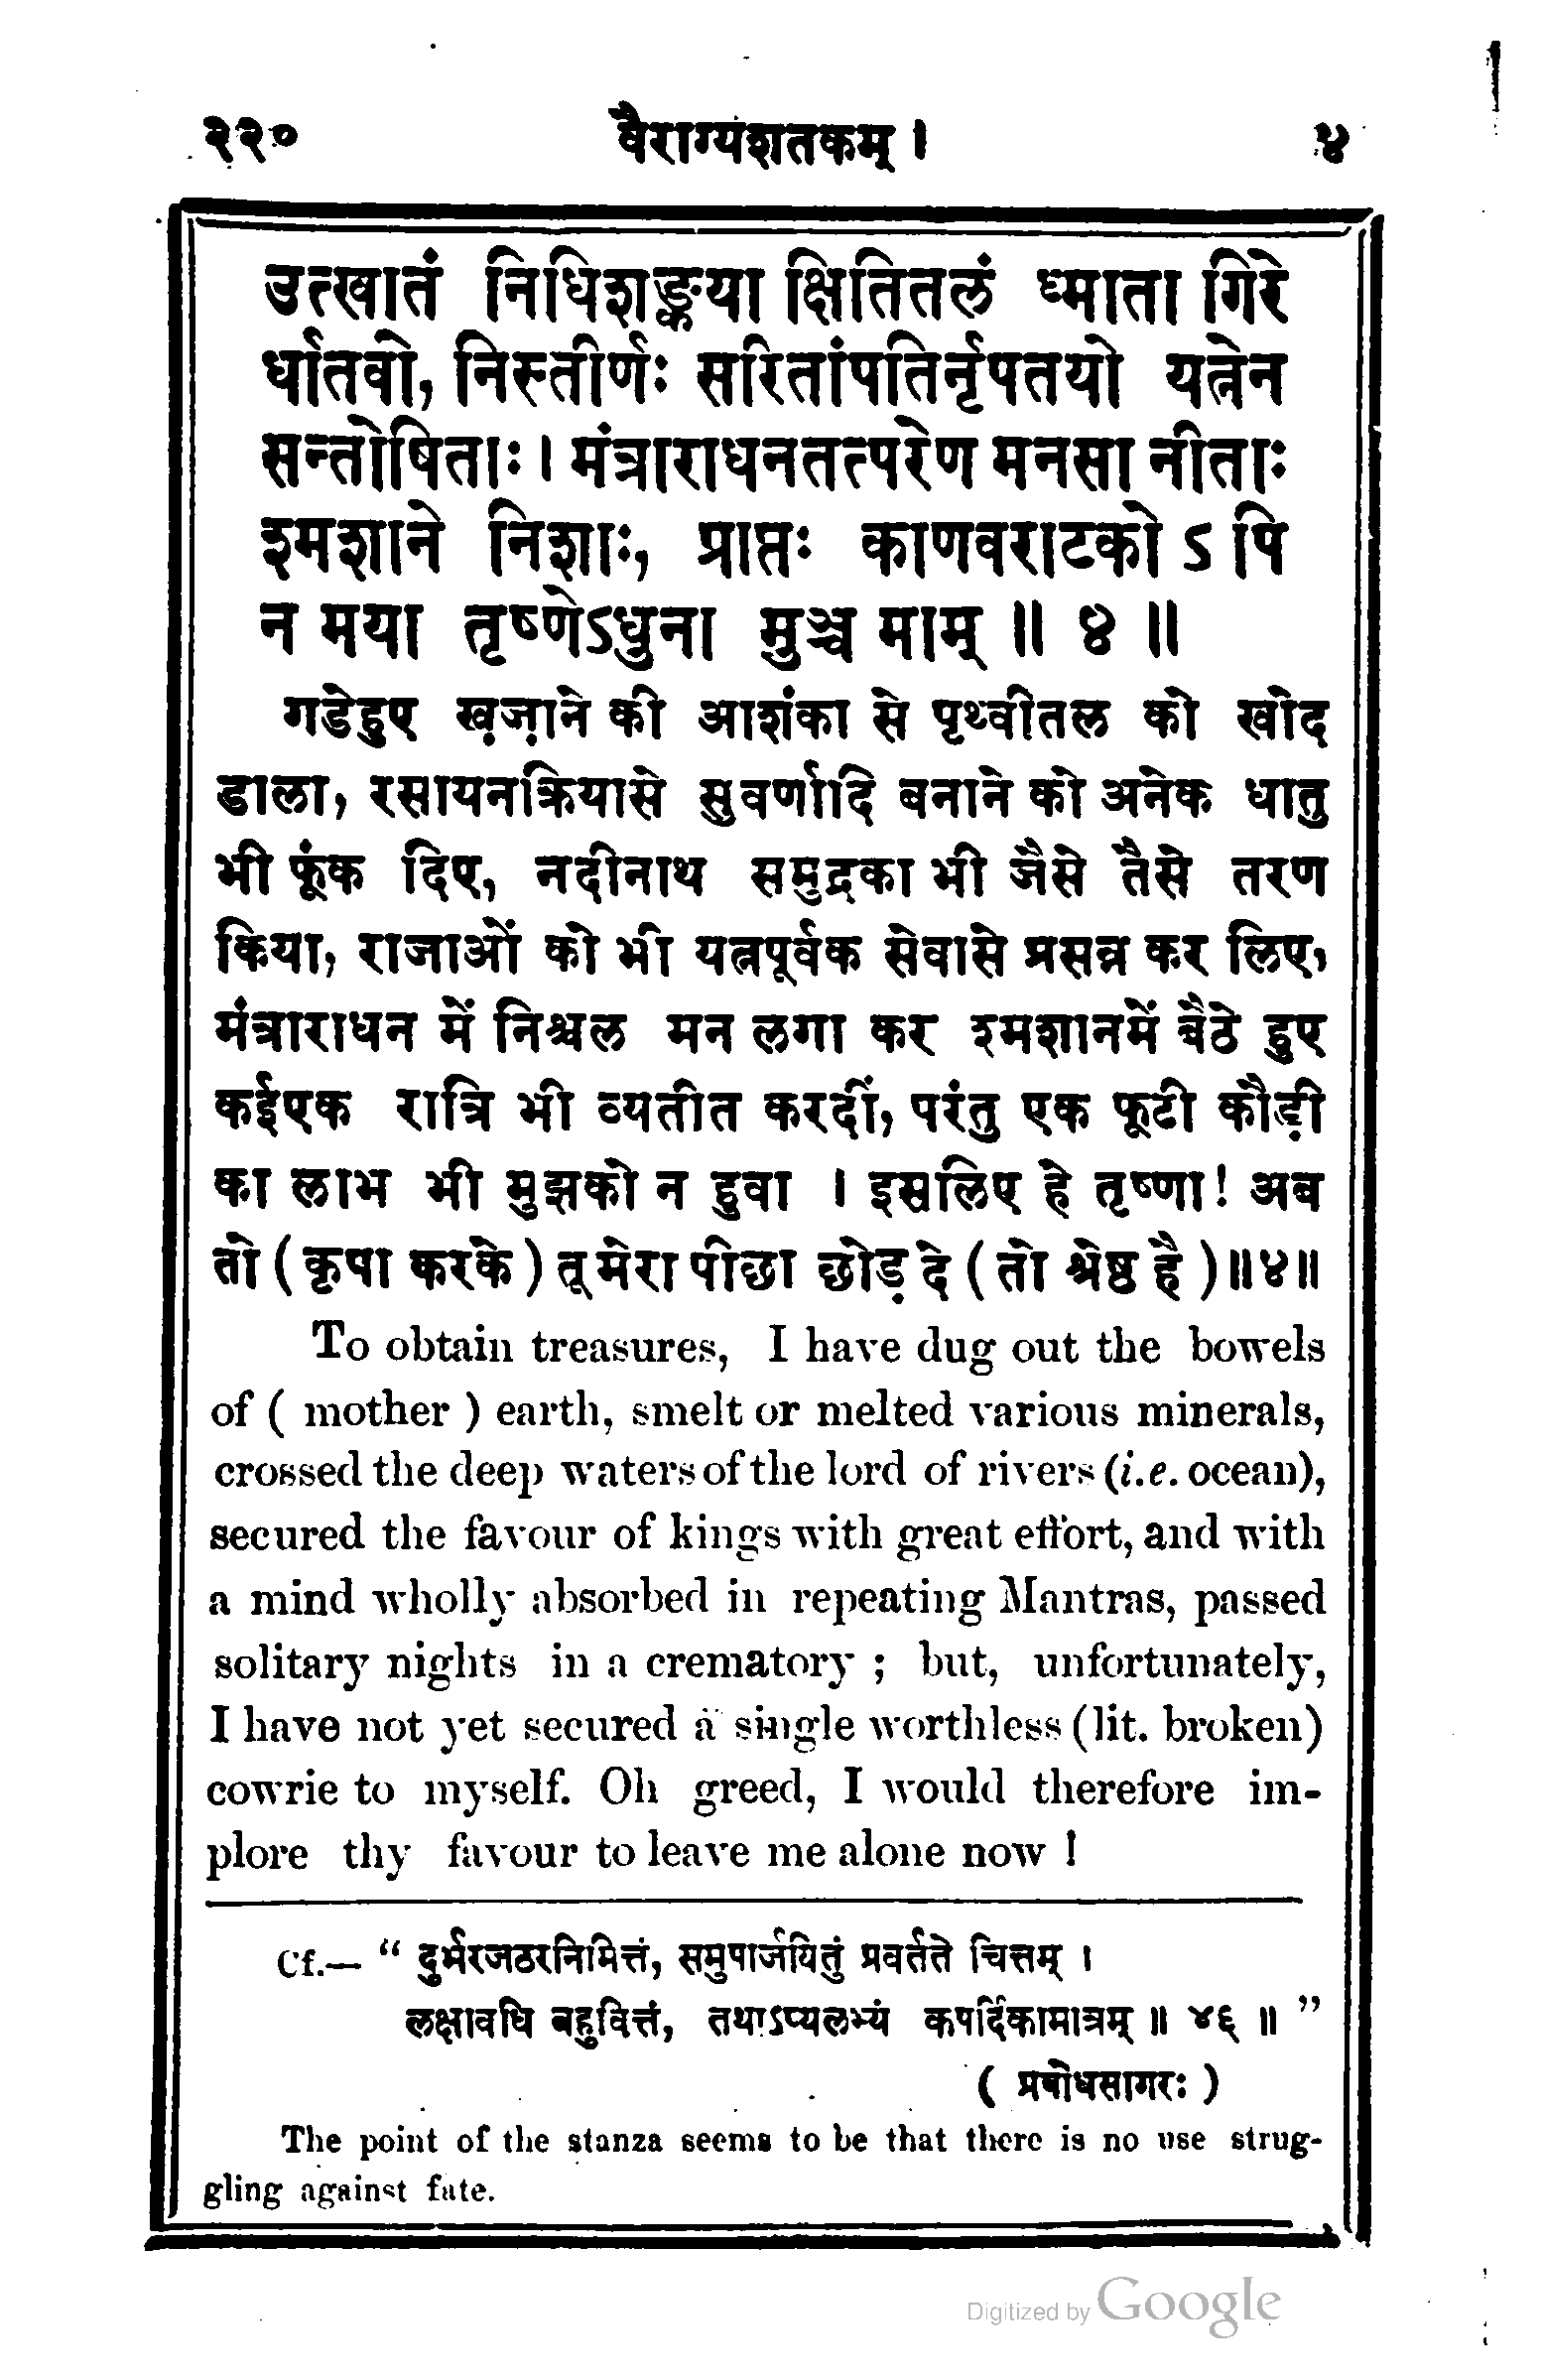 २२० वैराग्यशतकम् । ४
उत्खातं निधिशङ्कया क्षितितलं ध्माता गिरे
र्धातवो, निस्तीर्णः सरितांपतिर्नृपतयो यत्नेन
सन्तोषिताः । मंत्राराधनतत्परेण मनसा नीताः
श्मशाने निशाः, प्राप्तः काणवराटको ऽ पि
न मया तृष्णेऽधुना मुञ्च माम् ॥ ४ ॥
गडेहुए ख़ज़ाने की आशंका से पृथ्वीतल को खोद
डाला, रसायनक्रियासे सुवर्णादि बनाने को अनेक धातु
भी फूंक दिए, नदीनाथ समुद्रका भी जैसे तैसे तरण
किया, राजाओं को भी यत्नपूर्वक सेवासे प्रसन्न कर लिए,
मंत्राराधन में निश्चल मन लगा कर श्मशानमें बैठे हुए
कईएक रात्रि भी व्यतीत करदीं, परंतु एक फूटी कौड़ी
का लाभ भी मुझको न हुवा । इसलिए हे तृष्णा! अब
तो ( कृपा करके ) तू मेरा पीछा छोड़ दे ( तो श्रेष्ठ है ) ॥४॥
To obtain treasures, I have dug out the bowels
of ( mother ) earth, smelt or melted various minerals,
crossed the deep waters of the lord of rivers (i.e. ocean),
secured the favour of kings with great effort, and with
a mind wholly absorbed in repeating Mantras, passed
solitary nights in a crematory ; but, unfortunately,
I have not yet secured a single worthless (lit. broken)
cowrie to myself. Oh greed, I would therefore im-
plore thy favour to leave me alone now !
Cf.— “ दुर्भरजठरनिमित्तं, समुपार्जयितुं प्रवर्तते चित्तम् ।
लक्षावधि बहुवित्तं, तथाऽप्यलभ्यं कपर्दिकामात्रम् ॥ ४६ ॥ ”
( प्रबोधसागरः )
The point of the stanza seems to be that there is no use strug-
gling against fate.
Digitized by Google